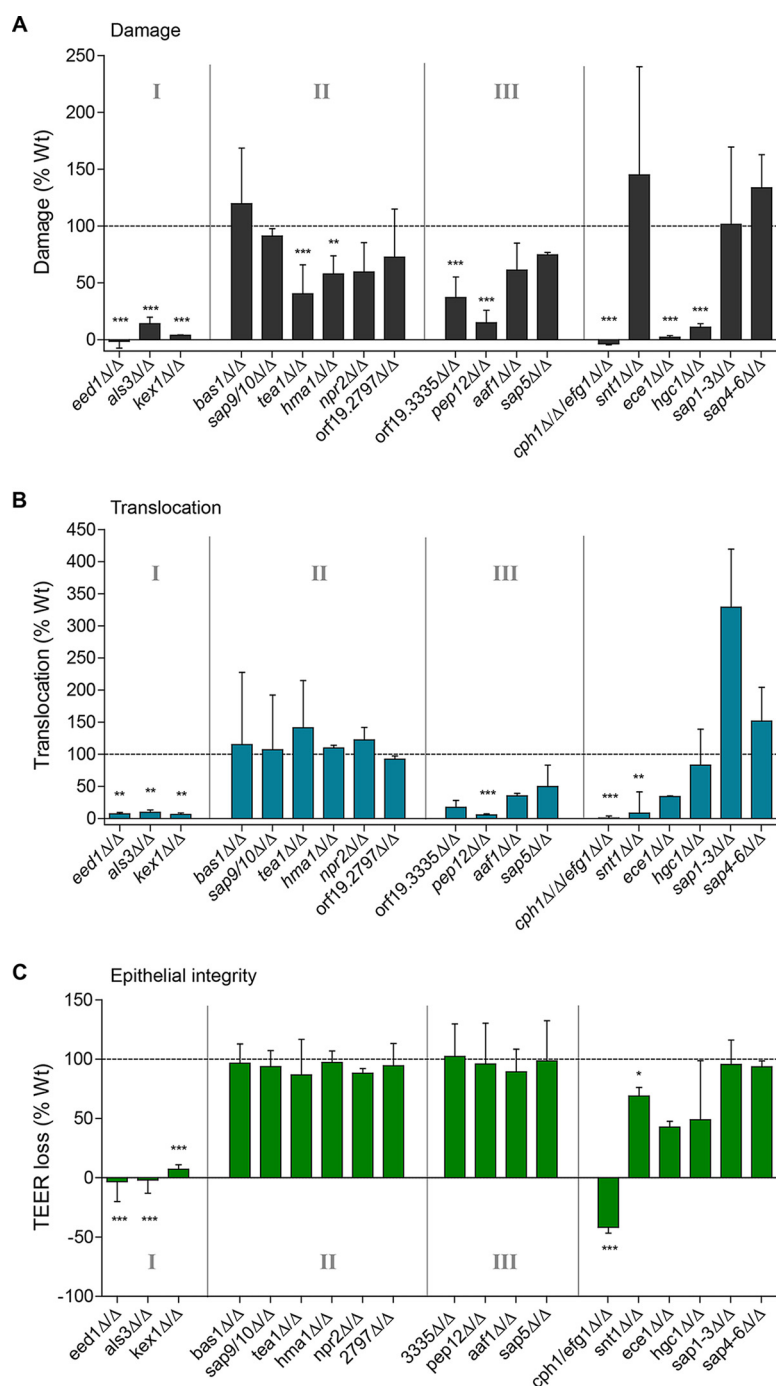 A
Damage
Damage (% Wt)
250
200
150
100
50
0
I
II
III
***
***
***
***
**
***
***
***
***
***
eed1Δ/Δ
als3Δ/Δ
kex1Δ/Δ
bas1Δ/Δ
sap9/10Δ/Δ
tea1Δ/Δ
hma1Δ/Δ
npr2Δ/Δ
orf19.2797Δ/Δ
orf19.3335Δ/Δ
pep12Δ/Δ
aaf1Δ/Δ
sap5Δ/Δ
cph1Δ/Δ/efg1Δ/Δ
snt1Δ/Δ
ece1Δ/Δ
hgc1Δ/Δ
sap1-3Δ/Δ
sap4-6Δ/Δ
B
Translocation
Translocation (% Wt)
450
400
350
300
250
200
150
100
50
0
I
II
III
**
**
**
***
***
**
eed1Δ/Δ
als3Δ/Δ
kex1Δ/Δ
bas1Δ/Δ
sap9/10Δ/Δ
tea1Δ/Δ
hma1Δ/Δ
npr2Δ/Δ
orf19.2797Δ/Δ
orf19.3335Δ/Δ
pep12Δ/Δ
aaf1Δ/Δ
sap5Δ/Δ
cph1Δ/Δ/efg1Δ/Δ
snt1Δ/Δ
ece1Δ/Δ
hgc1Δ/Δ
sap1-3Δ/Δ
sap4-6Δ/Δ
C
Epithelial integrity
TEER loss (% Wt)
150
100
50
0
-50
-100
***
***
***
*
***
I
II
III
eed1Δ/Δ
als3Δ/Δ
kex1Δ/Δ
bas1Δ/Δ
sap9/10Δ/Δ
tea1Δ/Δ
hma1Δ/Δ
npr2Δ/Δ
2797Δ/Δ
3335Δ/Δ
pep12Δ/Δ
aaf1Δ/Δ
sap5Δ/Δ
cph1/efg1Δ/Δ
snt1Δ/Δ
ece1Δ/Δ
hgc1Δ/Δ
sap1-3Δ/Δ
sap4-6Δ/Δ